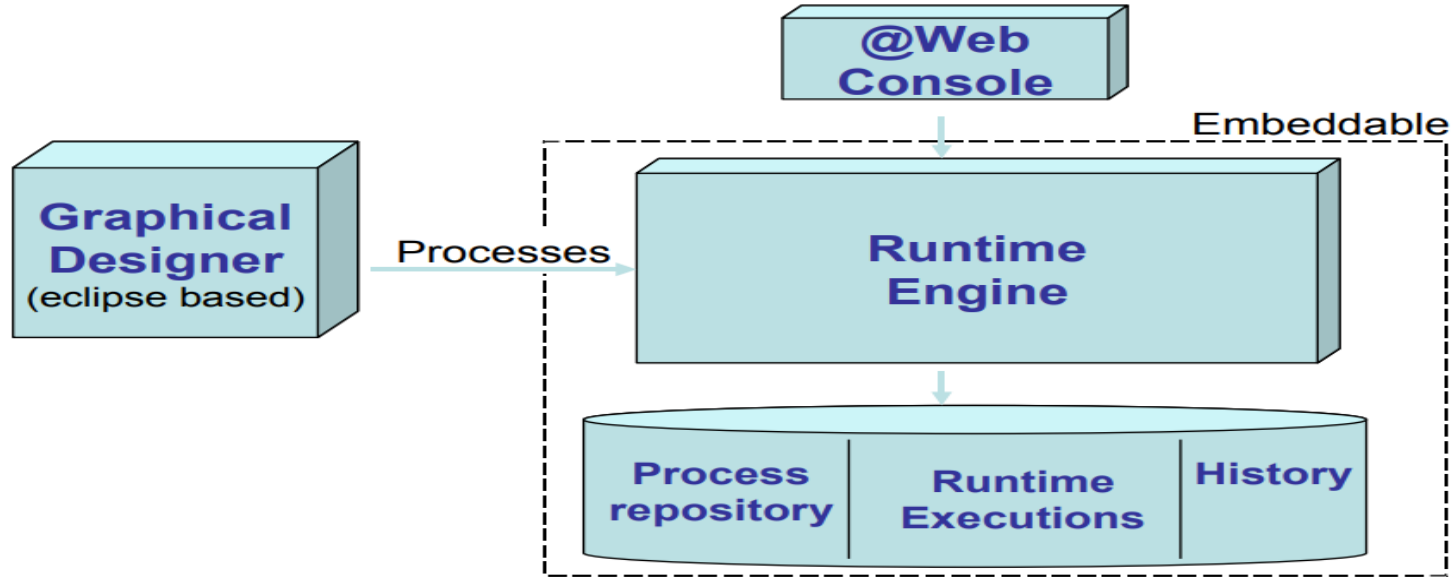 @Web
Console
Embeddable
Graphical
Designer
(eclipse based)
Processes
Runtime
Engine
Process
repository
Runtime
Executions
History